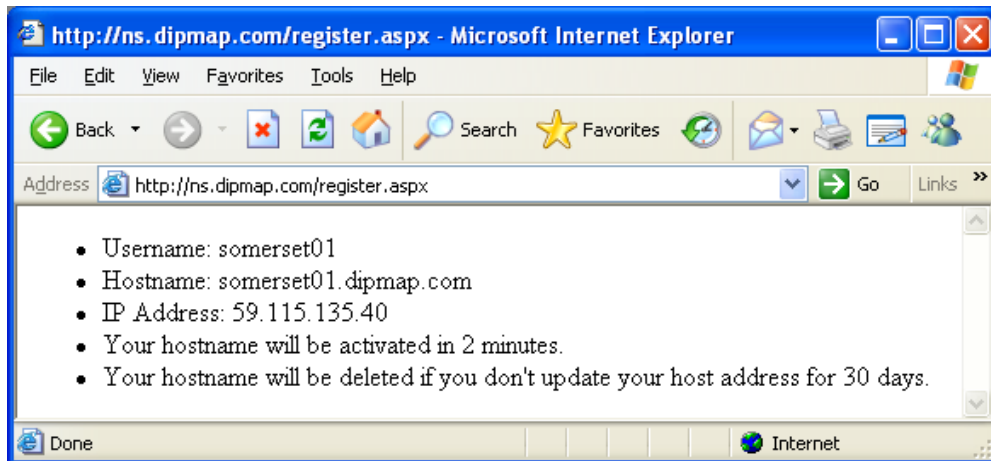 http://ns.dipmap.com/register.aspx - Microsoft Internet Explorer
File Edit View Favorites Tools Help
Back Search Favorites
Address http://ns.dipmap.com/register.aspx Go Links »
• Username: somerset01
• Hostname: somerset01.dipmap.com
• IP Address: 59.115.135.40
• Your hostname will be activated in 2 minutes.
• Your hostname will be deleted if you don't update your host address for 30 days.
Done Internet